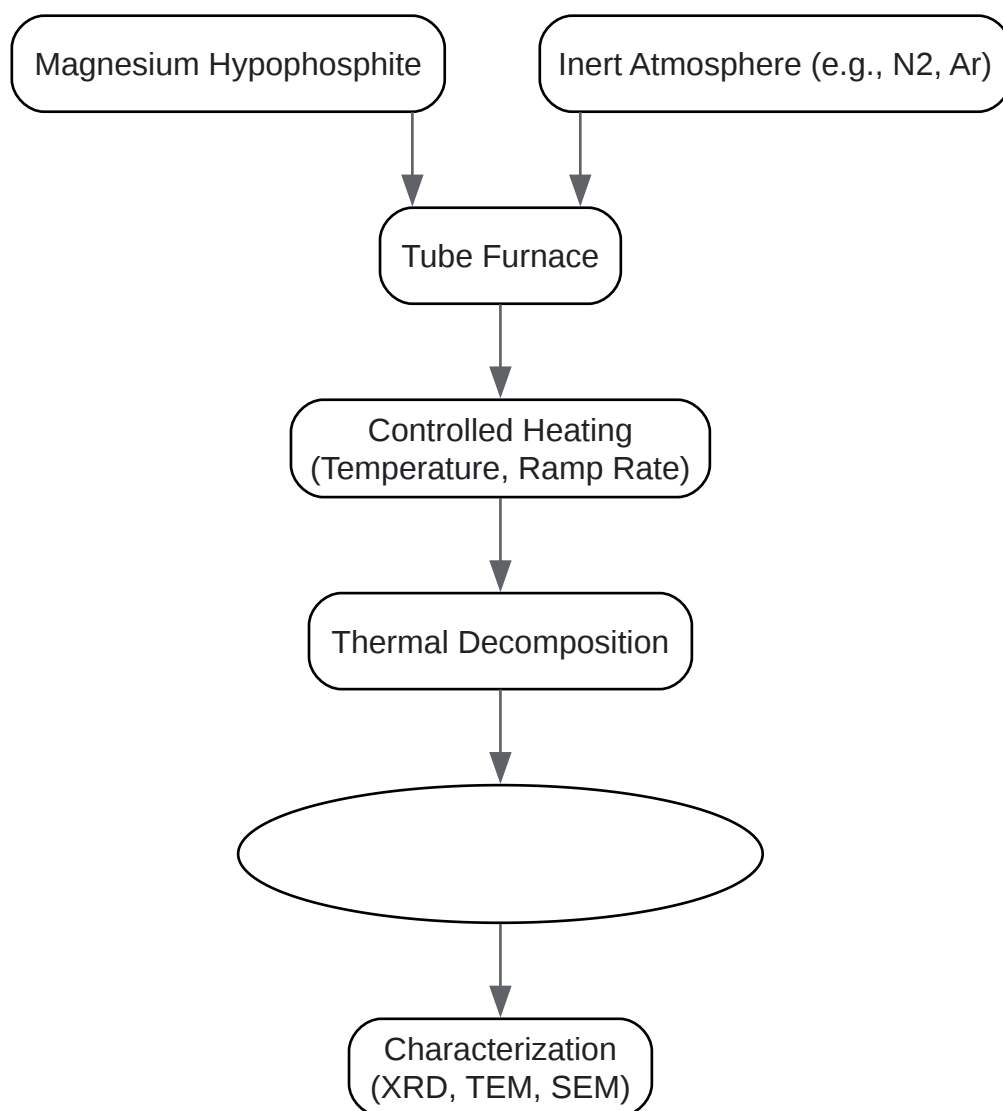 Magnesium Hypophosphite
Inert Atmosphere (e.g., N2, Ar)
Tube Furnace
Controlled Heating
(Temperature, Ramp Rate)
Thermal Decomposition
Characterization
(XRD, TEM, SEM)